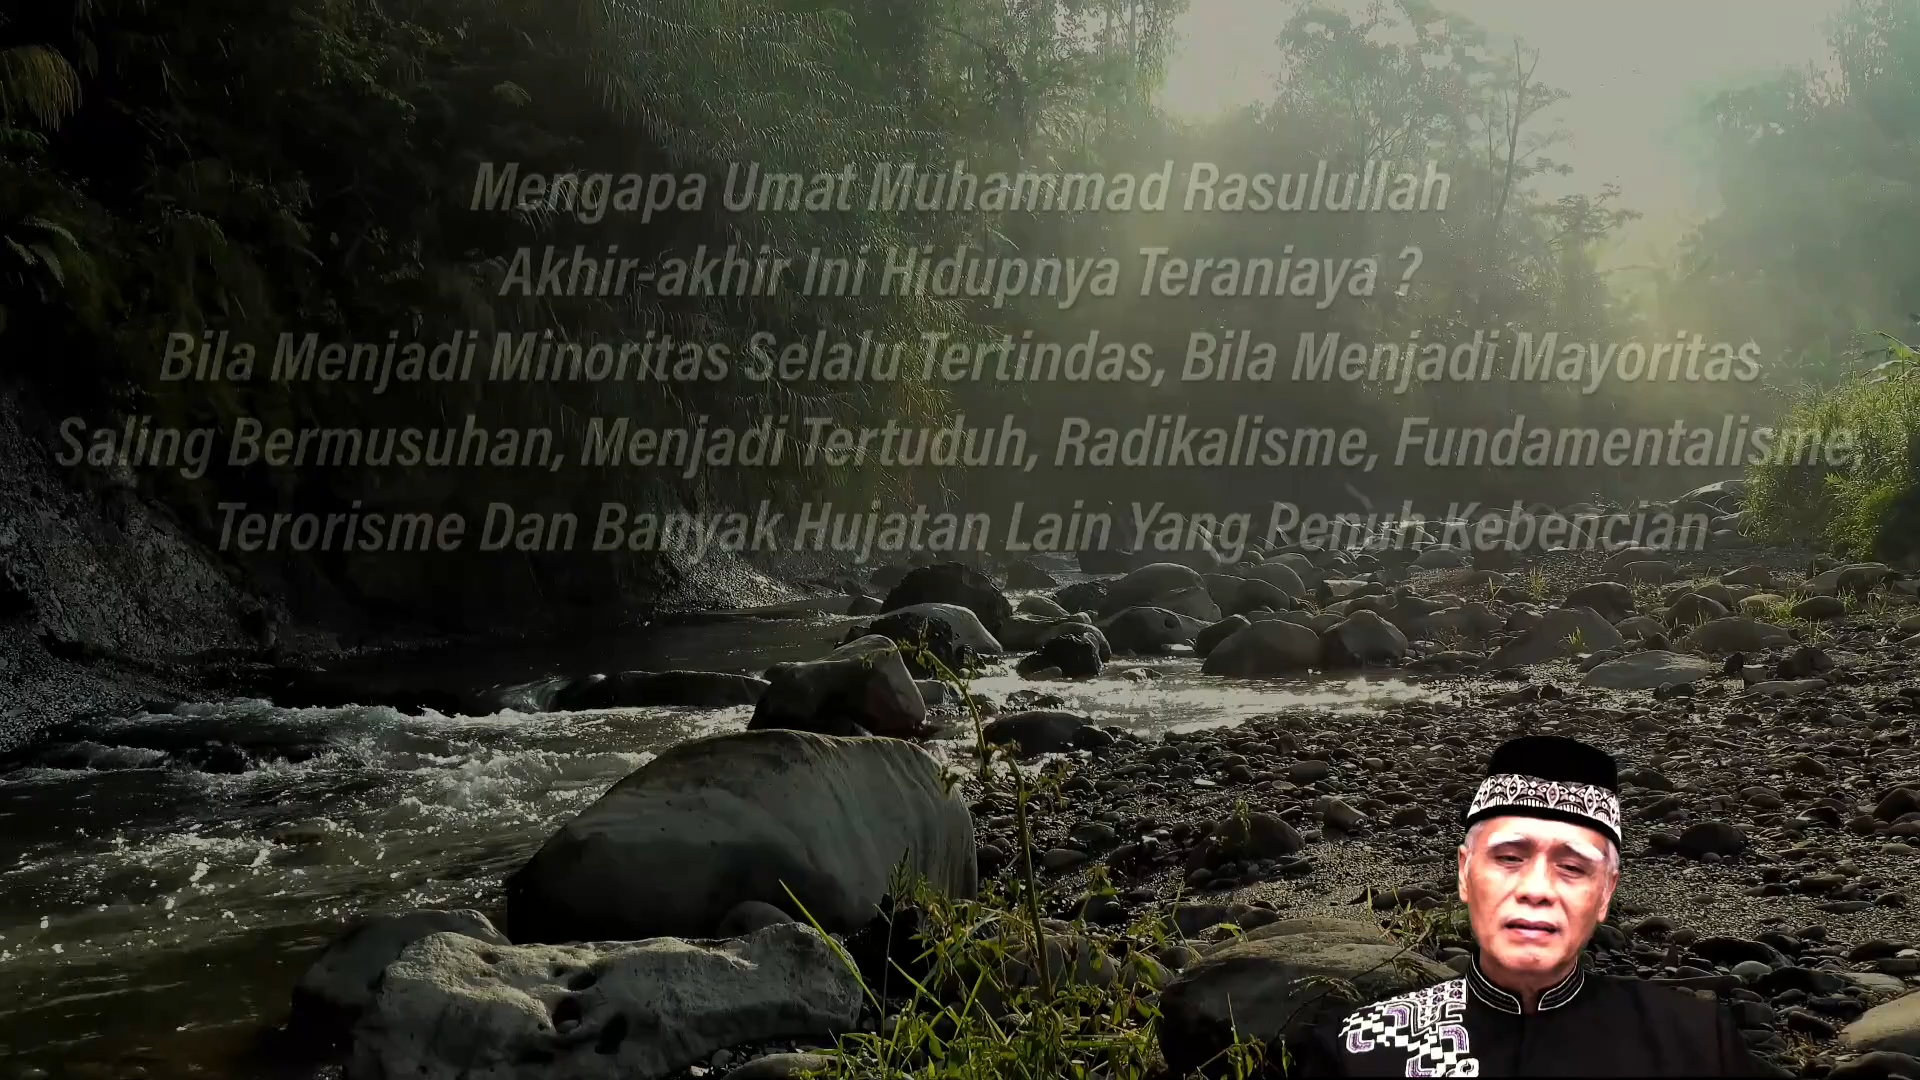 Mengapa Umat Muhammad Rasulullah
Akhir-akhir Ini Hidupnya Teraniaya ?
Bila Menjadi Minoritas Selalu Tertindas, Bila Menjadi Mayoritas
Saling Bermusuhan, Menjadi Tertuduh, Radikalisme, Fundamentalisme,
Terorisme Dan Banyak Hujatan Lain Yang Penuh Kebencian